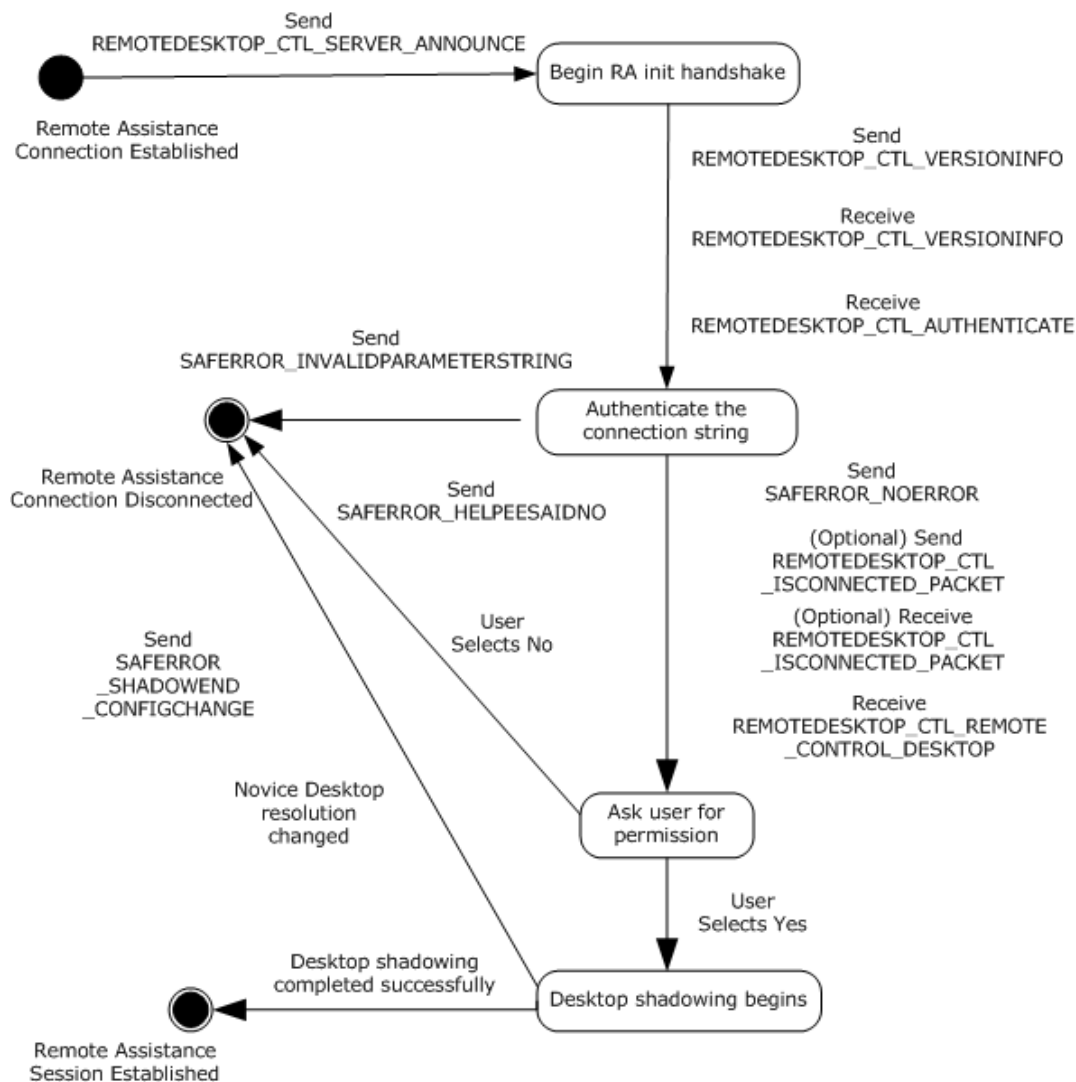 Send
REMOTEDESKTOP_CTL_SERVER_ANNOUNCE
Begin RA init handshake
Remote Assistance
Connection Established
Send
REMOTEDESKTOP_CTL_VERSIONINFO
Receive
REMOTEDESKTOP_CTL_VERSIONINFO
Receive
REMOTEDESKTOP_CTL_AUTHENTICATE
Send
SAFERROR_INVALIDPARAMETERSTRING
Authenticate the
connection string
Remote Assistance
Connection Disconnected
Send
SAFERROR_HELPEESAIDNO
Send
SAFERROR_NOERROR
(Optional) Send
REMOTEDESKTOP_CTL
_ISCONNECTED_PACKET
(Optional) Receive
REMOTEDESKTOP_CTL
_ISCONNECTED_PACKET
Receive
REMOTEDESKTOP_CTL_REMOTE
_CONTROL_DESKTOP
User
Selects No
Send
SAFERROR
_SHADOWEND
_CONFIGCHANGE
Novice Desktop
resolution
changed
Ask user for
permission
User
Selects Yes
Desktop shadowing
completed successfully
Desktop shadowing begins
Remote Assistance
Session Established